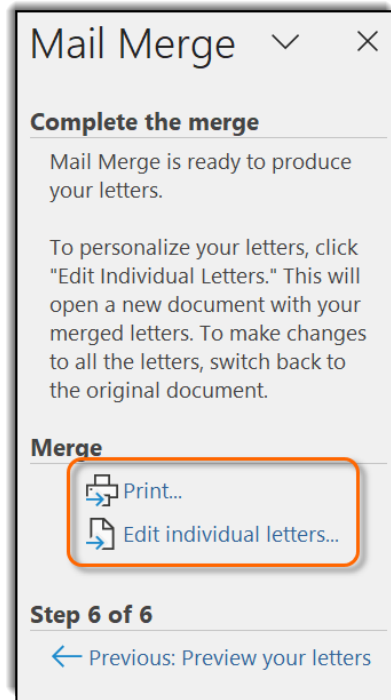 Mail Merge
Complete the merge
Mail Merge is ready to produce
your letters.
To personalize your letters, click
"Edit Individual Letters." This will
open a new document with your
merged letters. To make changes
to all the letters, switch back to
the original document.
Merge
Print...
Edit individual letters...
Step 6 of 6
Previous: Preview your letters